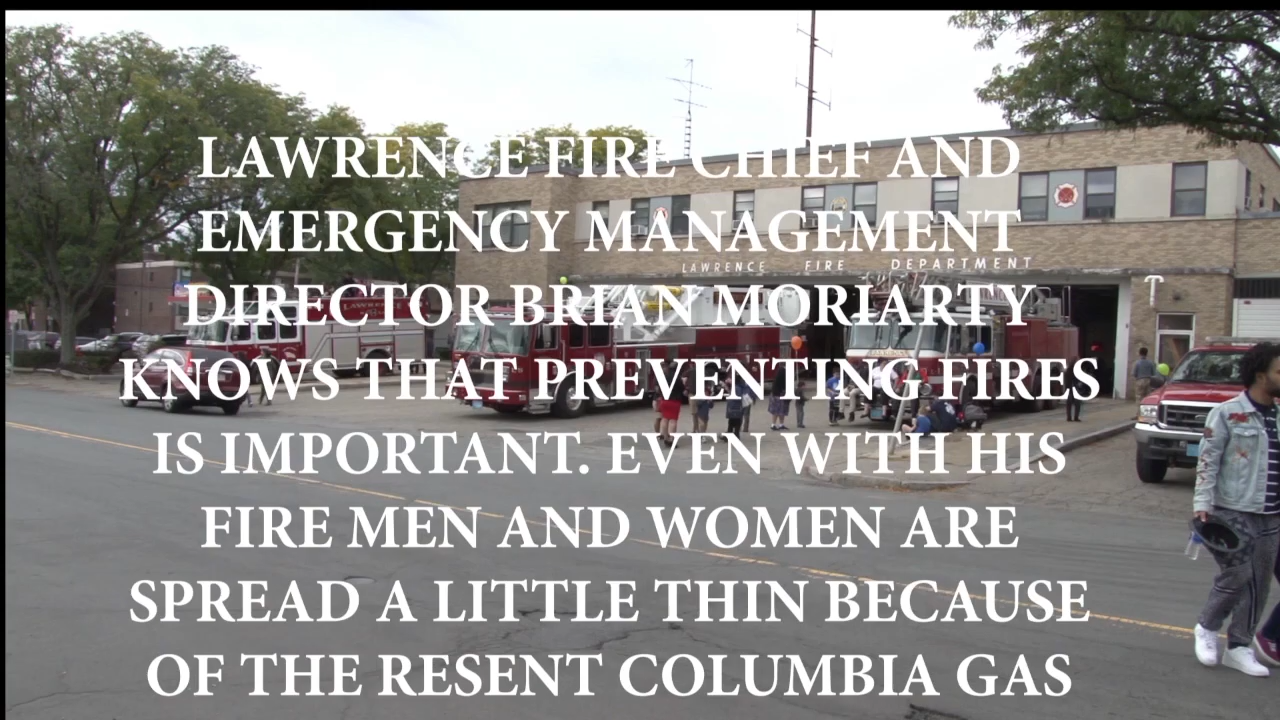 LAWRENCE FIRE CHIEF AND
EMERGENCY MANAGEMENT
LAWRENCE FIRE DEPARTMENT
DIRECTOR BRIAN MORIARTY
KNOWS THAT PREVENTING FIRES
IS IMPORTANT. EVEN WITH HIS
FIRE MEN AND WOMEN ARE
SPREAD A LITTLE THIN BECAUSE
OF THE RESENT COLUMBIA GAS